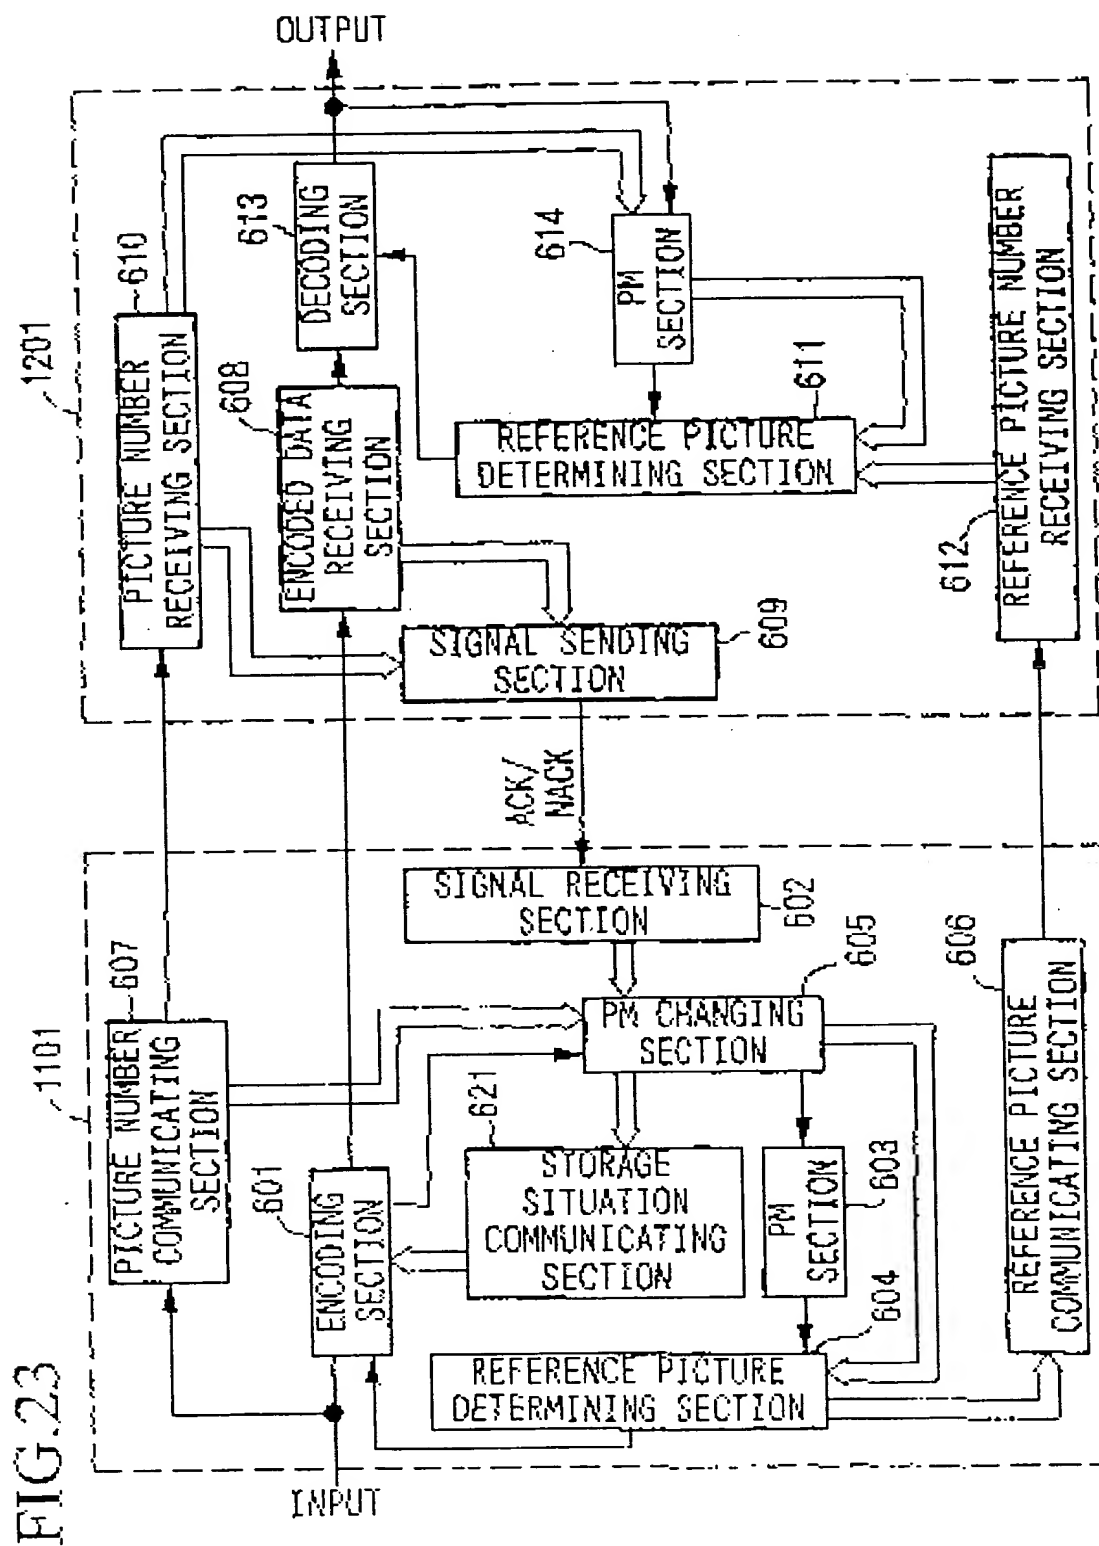 FIG.23
INPUT
1101
PICTURE NUMBER
COMMUNICATING
SECTION
607
601
ENCODING
SECTION
621
STORAGE
SITUATION
COMMUNICATING
SECTION
REFERENCE PICTURE
DETERMINING SECTION
604
PM
SECTION
603
PM CHANGING
SECTION
605
SIGNAL RECEIVING
SECTION
602
REFERENCE PICTURE
COMMUNICATING SECTION
606
ACK/
NACK
1201
PICTURE NUMBER
RECEIVING SECTION
610
ENCODED DATA
RECEIVING
SECTION
608
SIGNAL SENDING
SECTION
609
DECODING
SECTION
613
PM
SECTION
614
REFERENCE PICTURE
DETERMINING SECTION
611
REFERENCE PICTURE NUMBER
RECEIVING SECTION
612
OUTPUT